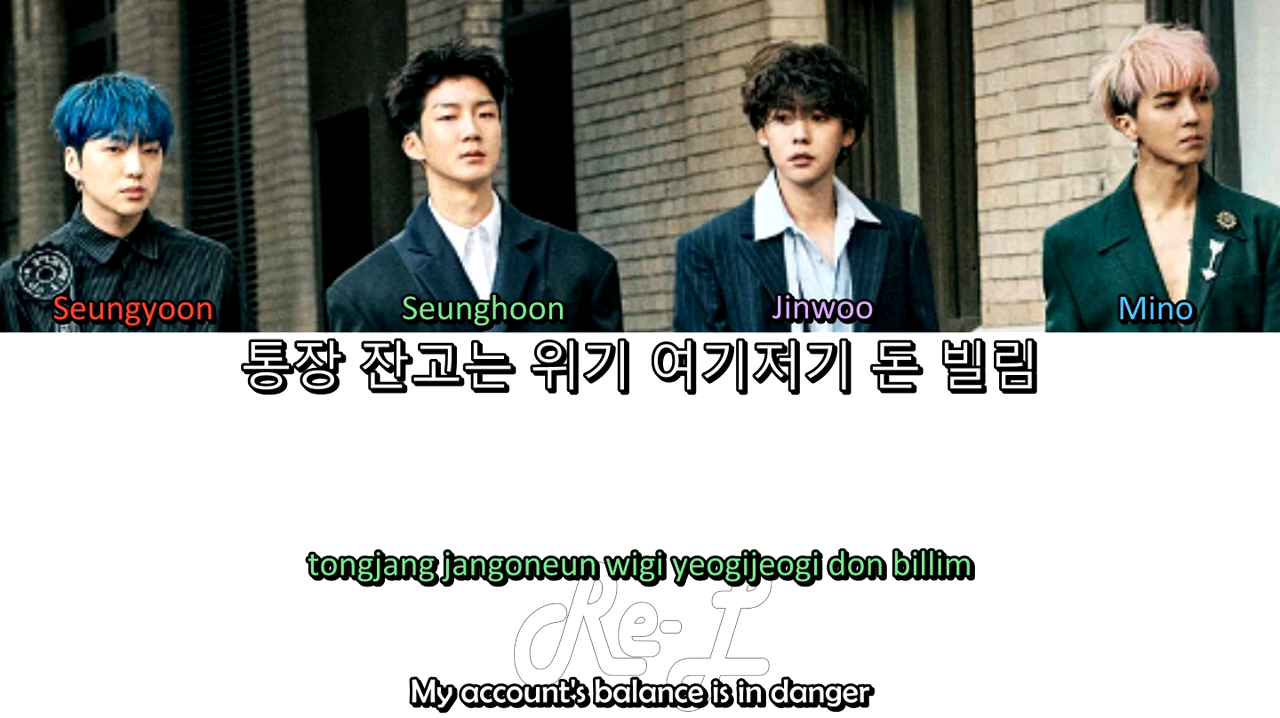 Seungyoon Seunghoon Jinwoo Mino
통장 잔고는 위기 여기저기 돈 빌림
tongjang jangoneun wigi yeogijeogi don billim
Re-L
My account's balance is in danger